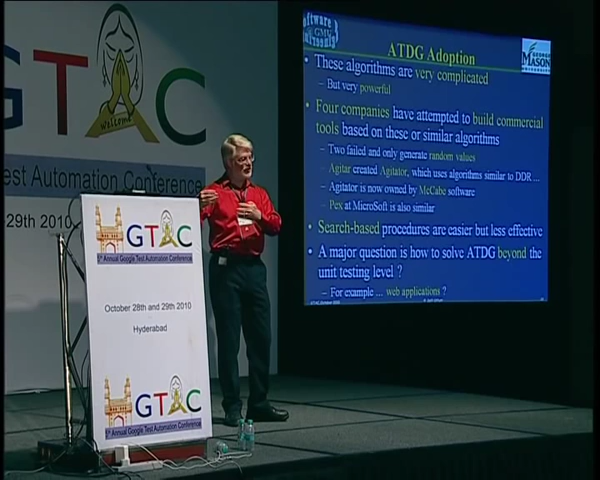 GTAC
Welcome
Test Automation Conference
29th 2010
GTAC
1st Annual Google Test Automation Conference
October 28th and 29th 2010
Hyderabad
GTAC
1st Annual Google Test Automation Conference
GMU
GEORGE
MASON
UNIVERSITY
ATDG Adoption
• These algorithms are very complicated
– But very powerful
• Four companies have attempted to build commercial
tools based on these or similar algorithms
– Two failed and only generate random values
– Agitar created Agitator, which uses algorithms similar to DDR …
– Agitator is now owned by McCabe software
– Pex at MicroSoft is also similar
• Search-based procedures are easier but less effective
• A major question is how to solve ATDG beyond the
unit testing level ?
– For example … web applications ?